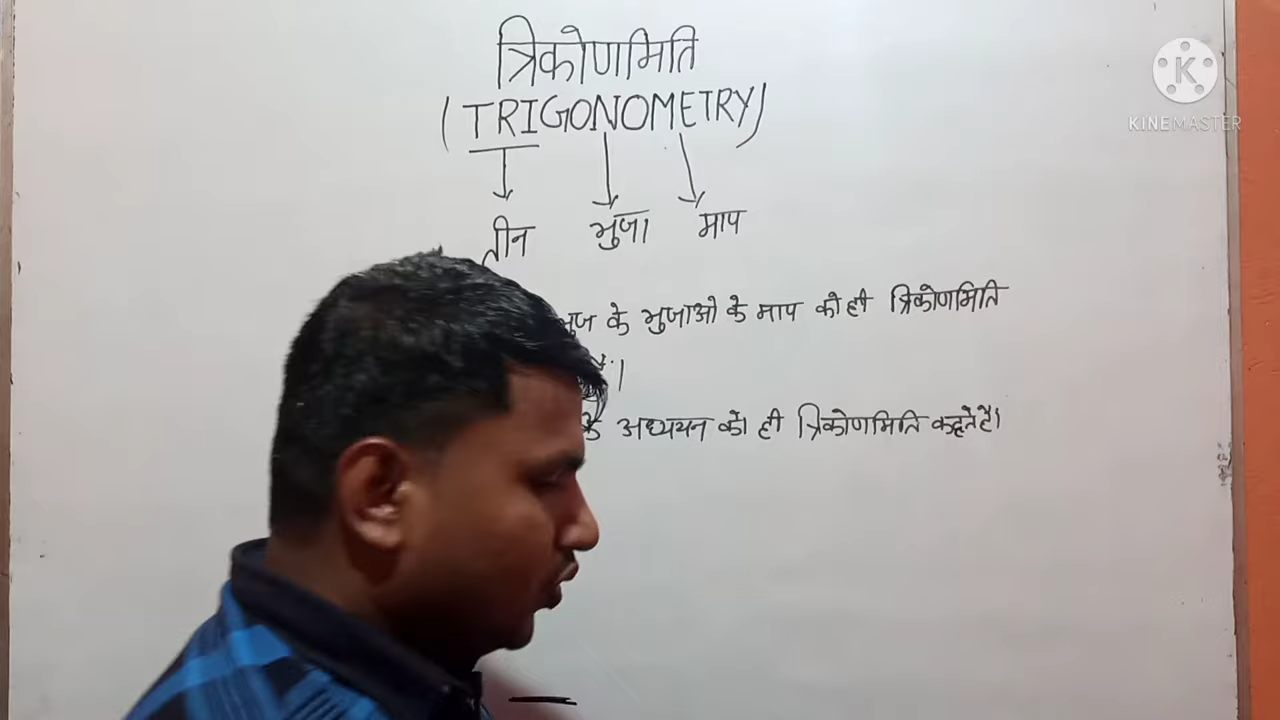 त्रिकोणमिति
(TRIGONOMETRY)
तीन भुजा माप
के भुजाओ के माप को ही त्रिकोणमिति
के अध्ययन को ही त्रिकोणमिति कहते है।
KINEMASTER